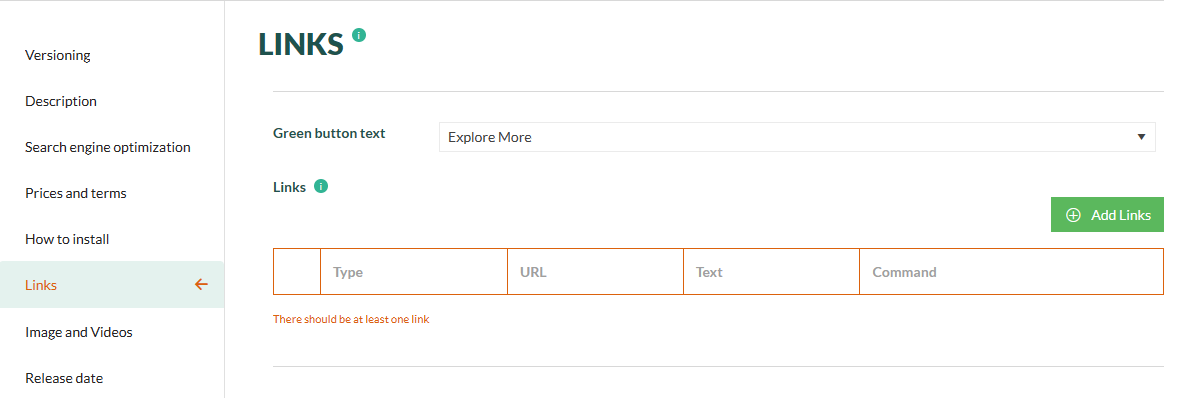 Versioning
Description
Search engine optimization
Prices and terms
How to install
Links
Image and Videos
Release date
LINKS i
Green button text Explore More
Links i
Add Links
Type URL Text Command
There should be at least one link